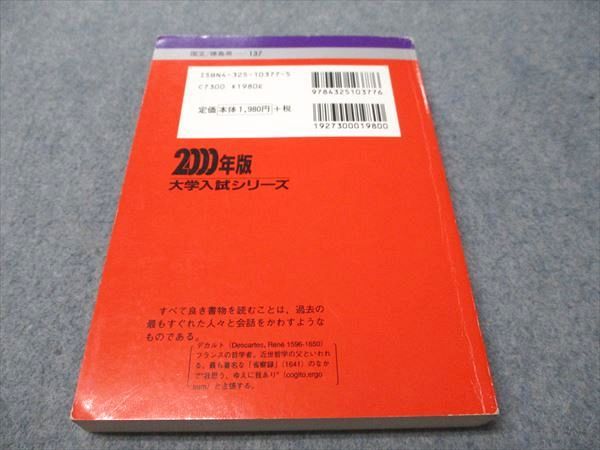 国立/徳島県 — 137
ISBN4-325-10377-5
C7300 ¥1980E
定価 本体1,980円 +税
9784325103776
1927300019800
2000年版
大学入試シリーズ
すべて良き書物を読むことは、過去の
最もすぐれた人々と会話をかわすような
ものである。
デカルト(Descartes, René 1596-1650)
フランスの哲学者。近世哲学の父といわれ
る。最も著名な「省察録」(1641)のなか
で“我思う、ゆえに我あり”(cogito,ergo
sum)と主張する。